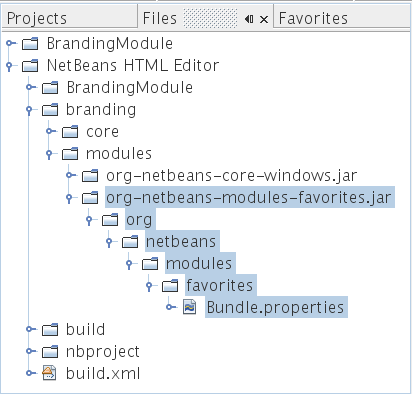 Projects Files Favorites
BrandingModule
NetBeans HTML Editor
BrandingModule
branding
core
modules
org-netbeans-core-windows.jar
org-netbeans-modules-favorites.jar
org
netbeans
modules
favorites
Bundle.properties
build
nbproject
build.xml